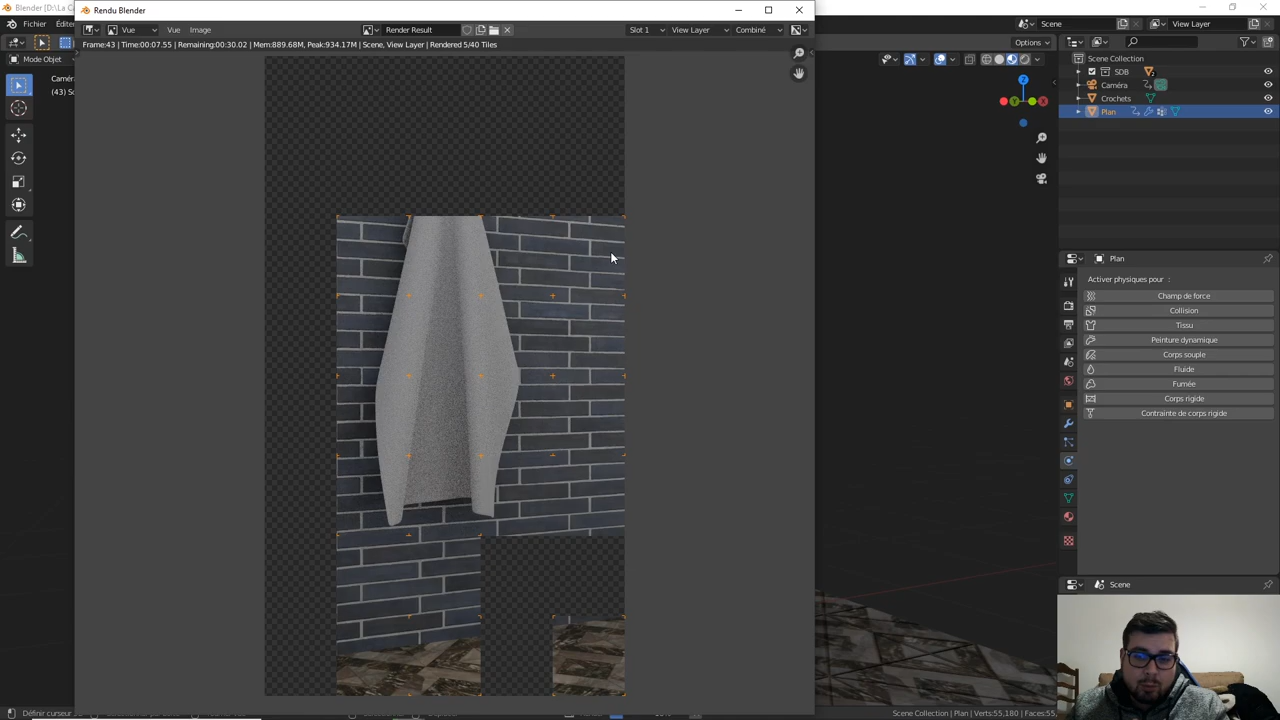 Blender [D:\La C
Rendu Blender
Fichier
Éditer
Scene
View Layer
Vue
Vue
Image
Render Result
Slot 1
View Layer
Combiné
Frame:43 | Time:00:07.55 | Remaining:00:30.02 | Mem:889.68M, Peak:934.17M | Scene, View Layer | Rendered 5/40 Tiles
Options
Mode Objet
Scene Collection
SDB
Caméra
Crochets
Plan
Z
Y
X
Caméra
(43) Sc
Plan
Activer physiques pour :
Champ de force
Collision
Tissu
Peinture dynamique
Corps souple
Fluide
Fumée
Corps rigide
Contrainte de corps rigide
Scene
Définir curseur
Scene Collection | Plan | Verts:55,180 | Faces:55,